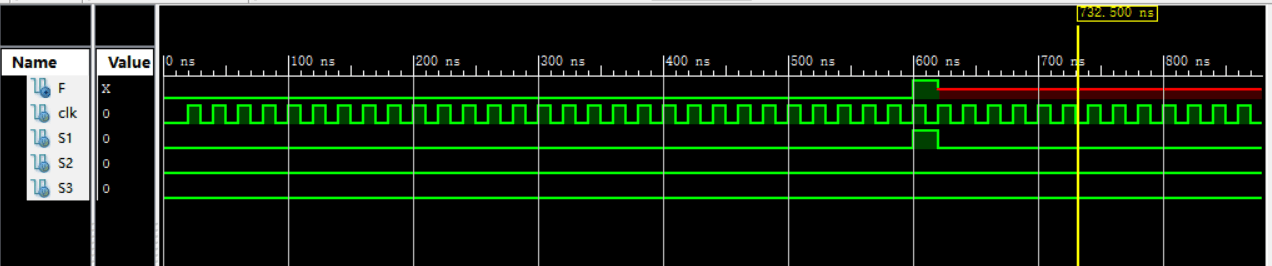 732.500 ns
Name Value 0 ns 100 ns 200 ns 300 ns 400 ns 500 ns 600 ns 700 ns 800 ns
F X
clk 0
S1 0
S2 0
S3 0